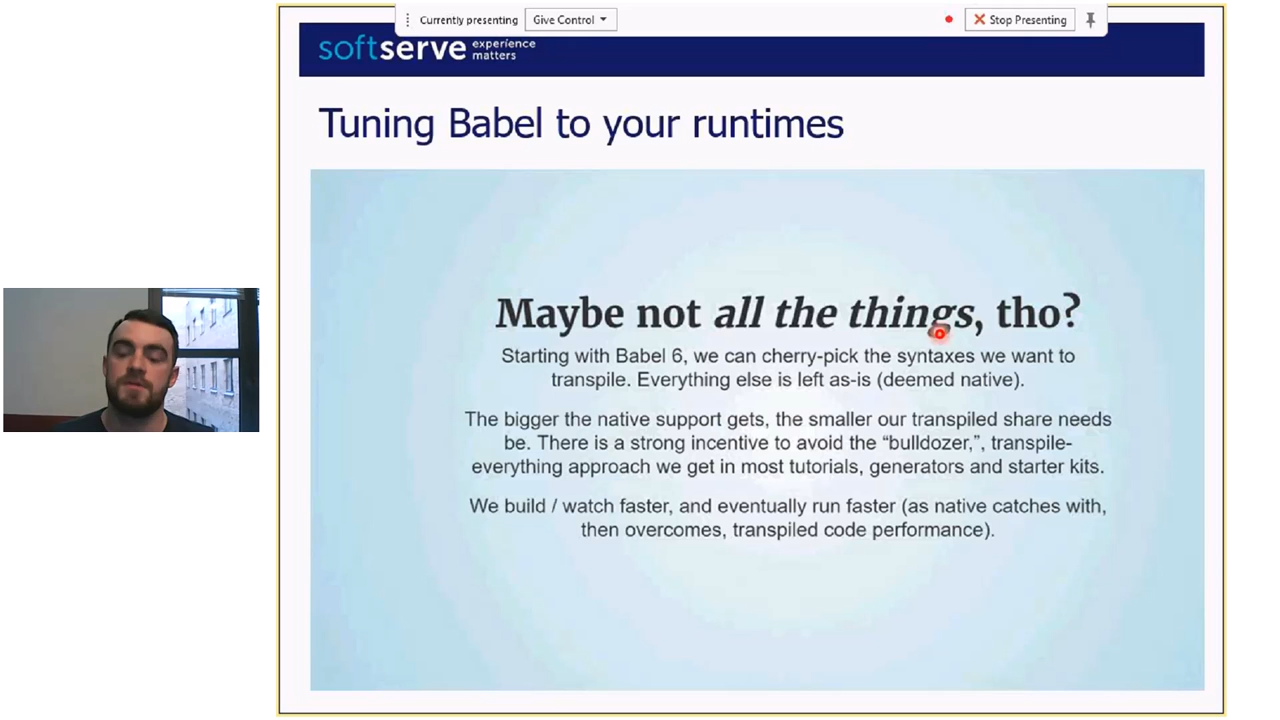 Currently presenting Give Control Stop Presenting
softserve experience matters
Tuning Babel to your runtimes
Maybe not all the things, tho?
Starting with Babel 6, we can cherry-pick the syntaxes we want to
transpile. Everything else is left as-is (deemed native).
The bigger the native support gets, the smaller our transpiled share needs
be. There is a strong incentive to avoid the “bulldozer,”, transpile-
everything approach we get in most tutorials, generators and starter kits.
We build / watch faster, and eventually run faster (as native catches with,
then overcomes, transpiled code performance).